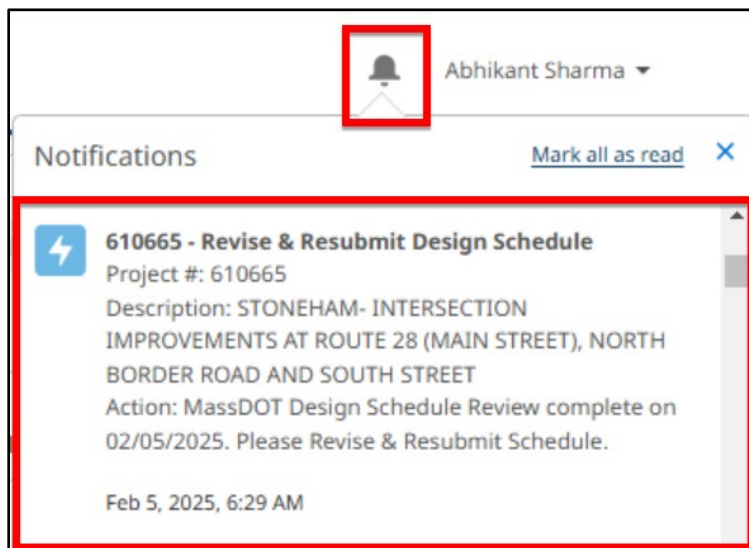 Abhikant Sharma
Notifications
Mark all as read
610665 - Revise & Resubmit Design Schedule
Project #: 610665
Description: STONEHAM- INTERSECTION
IMPROVEMENTS AT ROUTE 28 (MAIN STREET), NORTH
BORDER ROAD AND SOUTH STREET
Action: MassDOT Design Schedule Review complete on
02/05/2025. Please Revise & Resubmit Schedule.
Feb 5, 2025, 6:29 AM